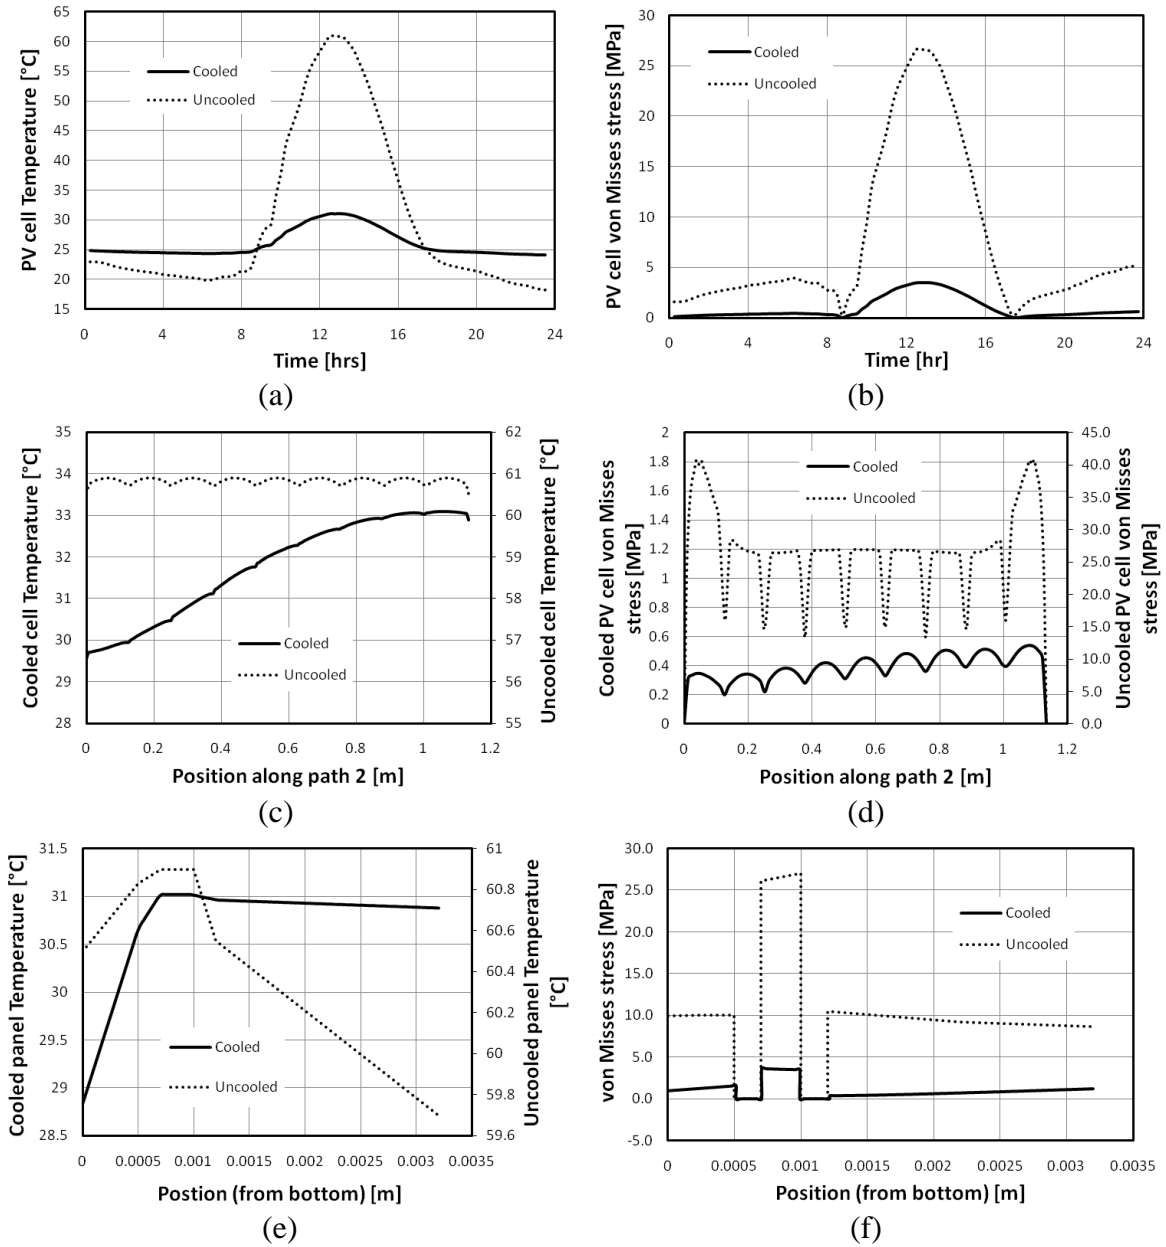 PV cell Temperature [°C]
65
60
55
50
45
40
35
30
25
20
15
Cooled
Uncooled
0 4 8 12 16 20 24
Time [hrs]
(a)
PV cell von Misses stress [MPa]
30
25
20
15
10
5
0
Cooled
Uncooled
0 4 8 12 16 20 24
Time [hr]
(b)
Cooled cell Temperature [°C]
35
34
33
32
31
30
29
28
Cooled
Uncooled
62
61
60
59
58
57
56
55
Uncooled cell Temperature [°C]
0 0.2 0.4 0.6 0.8 1 1.2
Position along path 2 [m]
(c)
Cooled PV cell von Misses
stress [MPa]
2
1.8
1.6
1.4
1.2
1
0.8
0.6
0.4
0.2
0
Cooled
Uncooled
45.0
40.0
35.0
30.0
25.0
20.0
15.0
10.0
5.0
0.0
Uncooled PV cell von Misses
stress [MPa]
0 0.2 0.4 0.6 0.8 1 1.2
Position along path 2 [m]
(d)
Cooled panel Temperature [°C]
31.5
31
30.5
30
29.5
29
28.5
Cooled
Uncooled
61
60.8
60.6
60.4
60.2
60
59.8
59.6
Uncooled panel Temperature
[°C]
0 0.0005 0.001 0.0015 0.002 0.0025 0.003 0.0035
Postion (from bottom) [m]
(e)
von Misses stress [MPa]
30.0
25.0
20.0
15.0
10.0
5.0
0.0
-5.0
Cooled
Uncooled
0 0.0005 0.001 0.0015 0.002 0.0025 0.003 0.0035
Position (from bottom) [m]
(f)